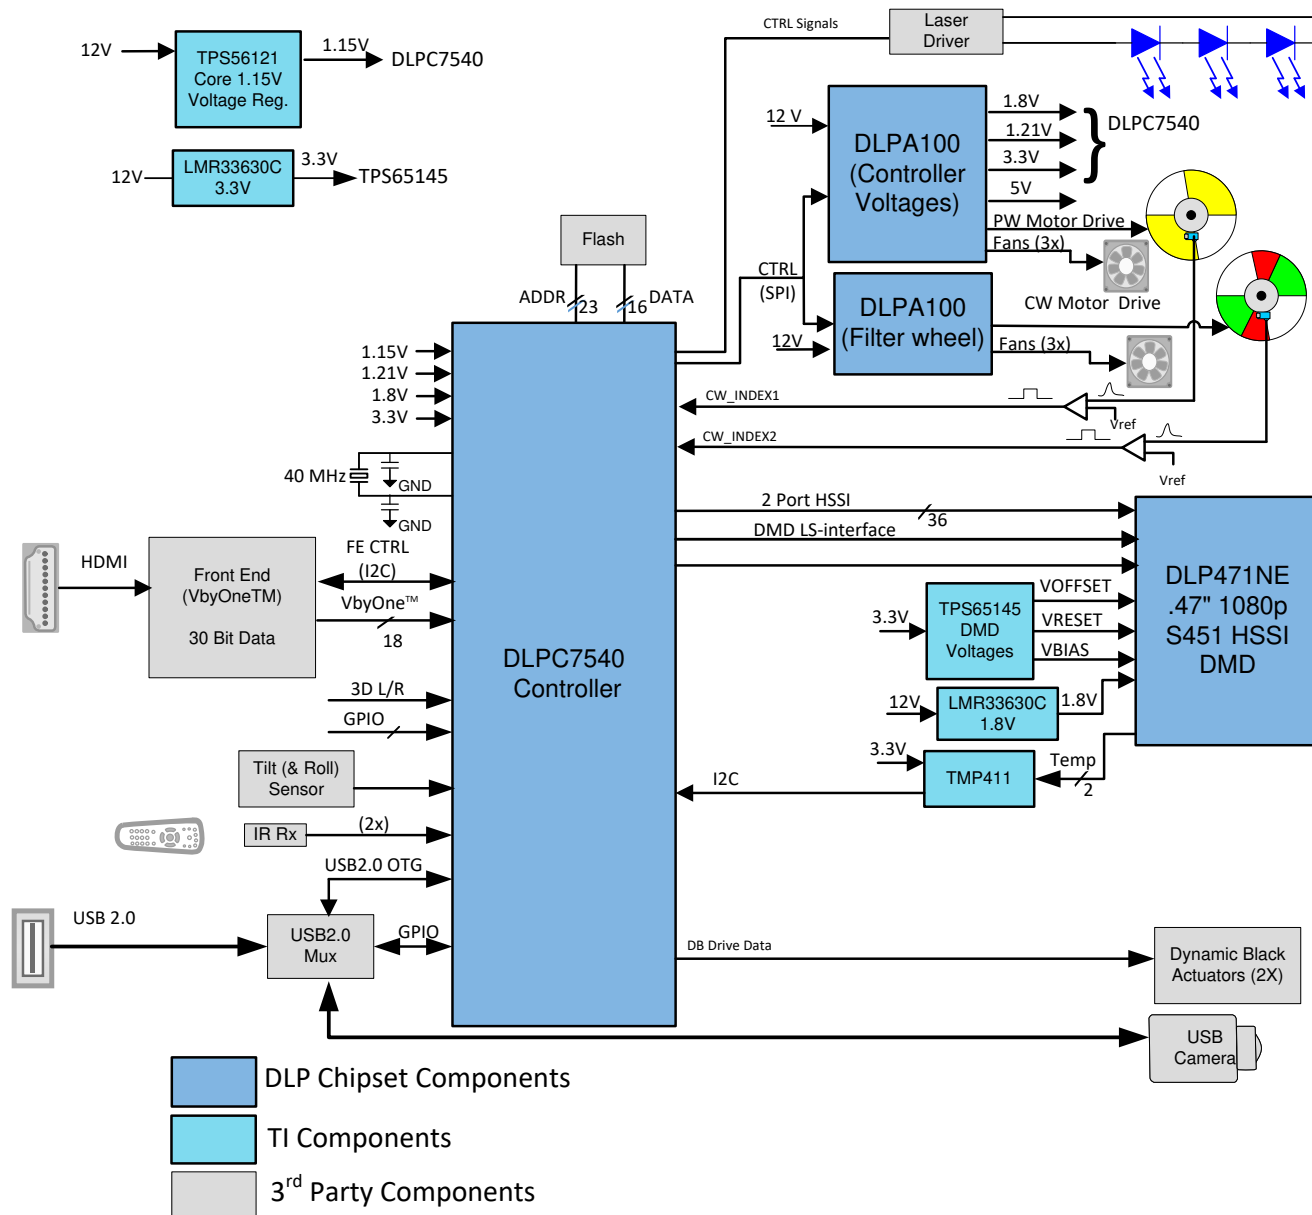 12V
TPS56121
Core 1.15V
Voltage Reg.
1.15V
DLPC7540
12V
LMR33630C
3.3V
3.3V
TPS65145
CTRL Signals
Laser
Driver
12 V
DLPA100
(Controller
Voltages)
1.8V
1.21V
3.3V
5V
DLPC7540
PW Motor Drive
Fans (3x)
CTRL
(SPI)
12V
DLPA100
(Filter wheel)
CW Motor Drive
Fans (3x)
Flash
ADDR
23
16
DATA
1.15V
1.21V
1.8V
3.3V
40 MHz
GND
GND
CW_INDEX1
Vref
CW_INDEX2
Vref
2 Port HSSI
36
DMD LS-interface
HDMI
Front End
(VbyOneTM)
30 Bit Data
FE CTRL
(I2C)
VbyOne™
18
DLPC7540
Controller
DLP471NE
.47" 1080p
S451 HSSI
DMD
3.3V
TPS65145
DMD
Voltages
VOFFSET
VRESET
VBIAS
12V
LMR33630C
1.8V
1.8V
3.3V
TMP411
Temp
2
I2C
3D L/R
GPIO
Tilt (& Roll)
Sensor
IR Rx
(2x)
USB2.0 OTG
USB 2.0
USB2.0
Mux
GPIO
DB Drive Data
Dynamic Black
Actuators (2X)
USB
Camera
DLP Chipset Components
TI Components
3rd Party Components